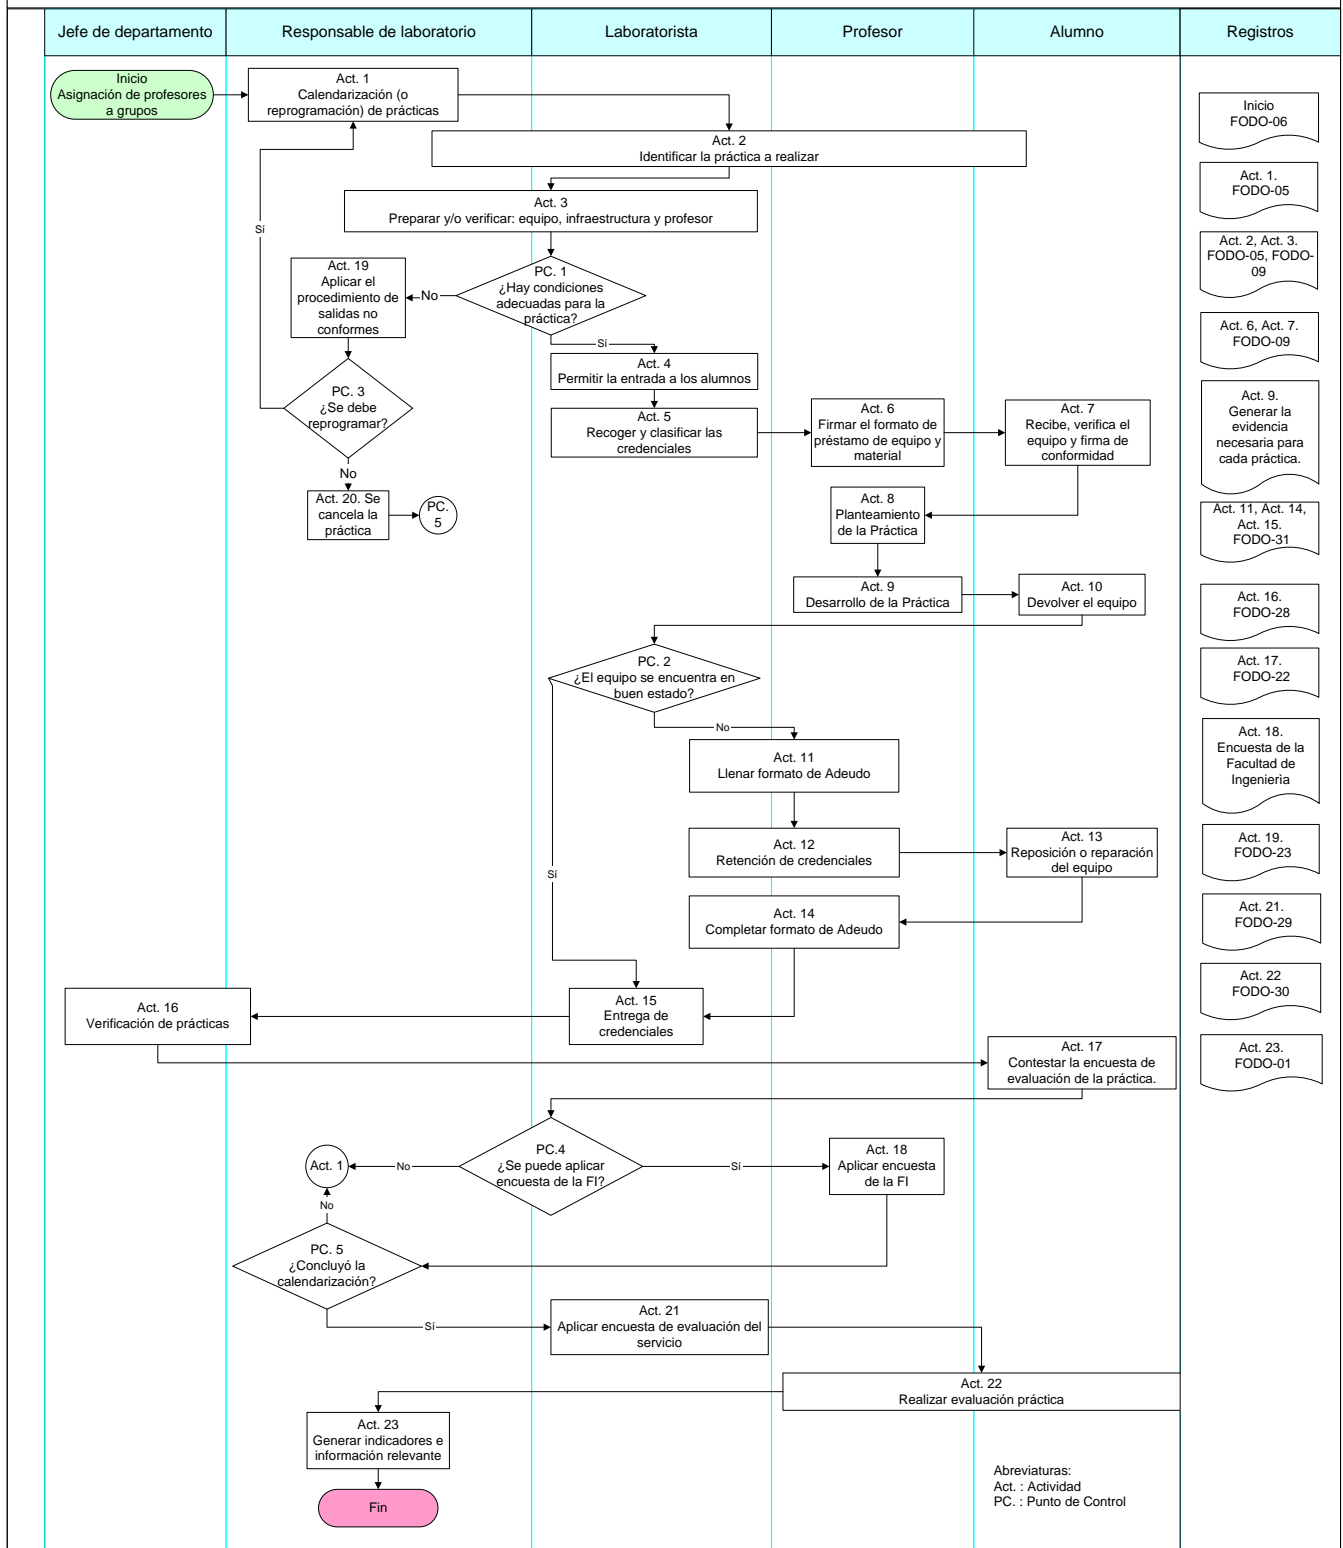 Jefe de departamento
Responsable de laboratorio
Laboratorista
Profesor
Alumno
Registros
Inicio
Asignación de profesores
a grupos
Act. 1
Calendarización (o
reprogramación) de prácticas
Act. 2
Identificar la práctica a realizar
Act. 3
Preparar y/o verificar: equipo, infraestructura y profesor
Sí
PC. 1
¿Hay condiciones
adecuadas para la
práctica?
No
Act. 19
Aplicar el
procedimiento de
salidas no
conformes
Sí
Act. 4
Permitir la entrada a los alumnos
PC. 3
¿Se debe
reprogramar?
No
Act. 20. Se
cancela la
práctica
PC.
5
Act. 5
Recoger y clasificar las
credenciales
Act. 6
Firmar el formato de
préstamo de equipo y
material
Act. 7
Recibe, verifica el
equipo y firma de
conformidad
Act. 8
Planteamiento
de la Práctica
Act. 9
Desarrollo de la Práctica
Act. 10
Devolver el equipo
PC. 2
¿El equipo se encuentra en
buen estado?
No
Act. 11
Llenar formato de Adeudo
Act. 12
Retención de credenciales
Act. 13
Reposición o reparación
del equipo
Sí
Act. 14
Completar formato de Adeudo
Act. 15
Entrega de
credenciales
Act. 16
Verificación de prácticas
Act. 17
Contestar la encuesta de
evaluación de la práctica.
PC.4
¿Se puede aplicar
encuesta de la FI?
No
Act. 1
Sí
Act. 18
Aplicar encuesta
de la FI
No
PC. 5
¿Concluyó la
calendarización?
Sí
Act. 21
Aplicar encuesta de evaluación del
servicio
Act. 22
Realizar evaluación práctica
Act. 23
Generar indicadores e
información relevante
Fin
Inicio
FODO-06
Act. 1.
FODO-05
Act. 2, Act. 3.
FODO-05, FODO-
09
Act. 6, Act. 7.
FODO-09
Act. 9.
Generar la
evidencia
necesaria para
cada práctica.
Act. 11, Act. 14,
Act. 15.
FODO-31
Act. 16.
FODO-28
Act. 17.
FODO-22
Act. 18.
Encuesta de la
Facultad de
Ingenierìa
Act. 19.
FODO-23
Act. 21.
FODO-29
Act. 22
FODO-30
Act. 23.
FODO-01
Abreviaturas:
Act. : Actividad
PC. : Punto de Control